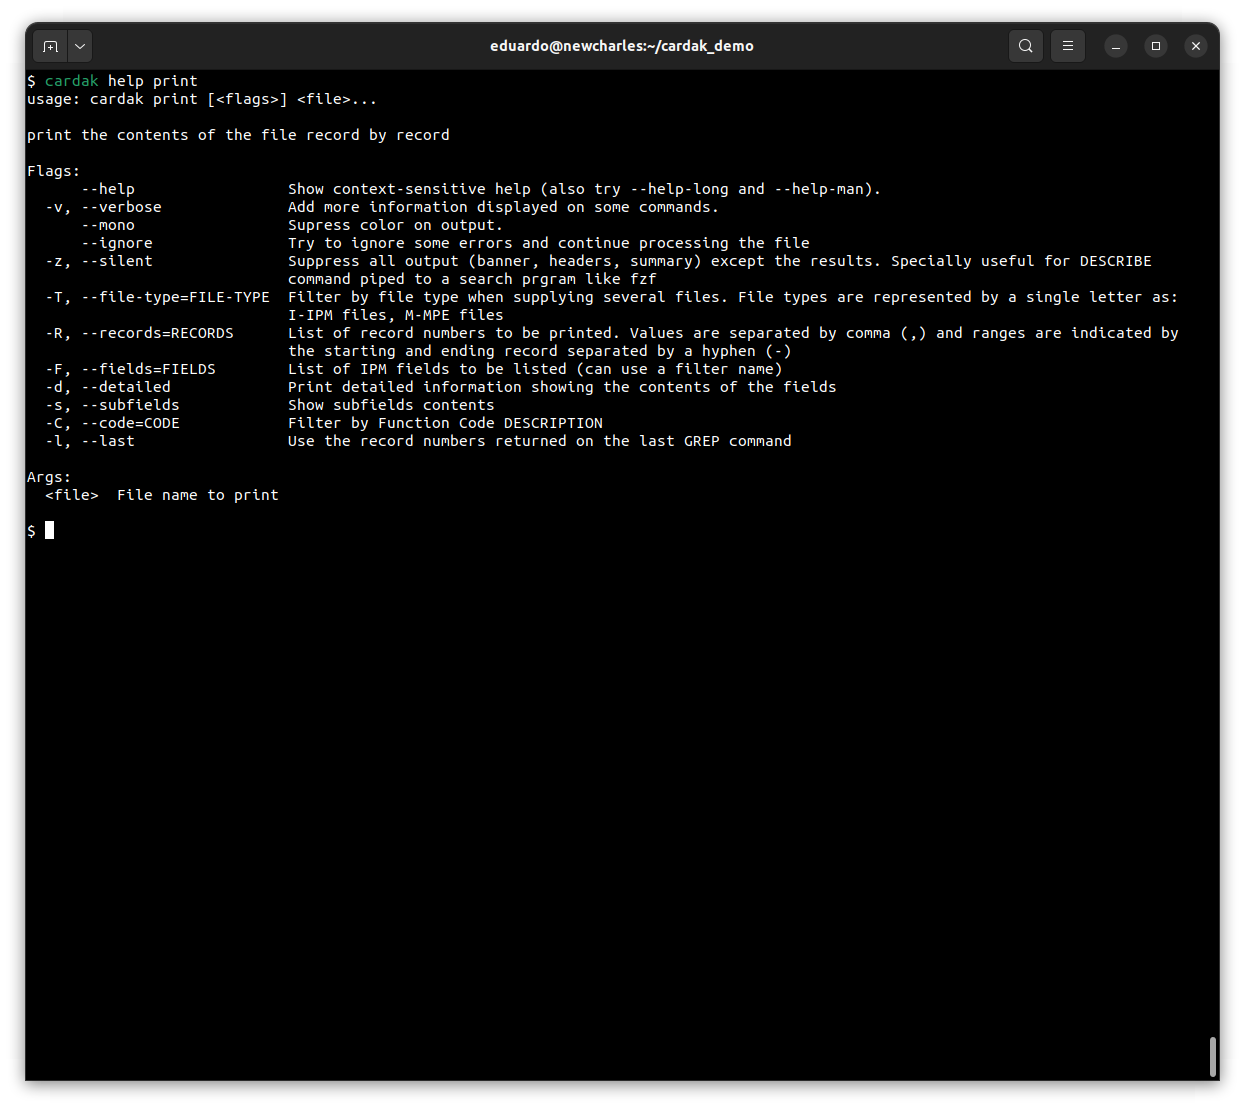 eduardo@newcharles:~/cardak_demo
$ cardak help print
usage: cardak print [<flags>] <file>...
print the contents of the file record by record
Flags:
--help Show context-sensitive help (also try --help-long and --help-man).
-v, --verbose Add more information displayed on some commands.
--mono Supress color on output.
--ignore Try to ignore some errors and continue processing the file
-z, --silent Suppress all output (banner, headers, summary) except the results. Specially useful for DESCRIBE
command piped to a search prgram like fzf
-T, --file-type=FILE-TYPE Filter by file type when supplying several files. File types are represented by a single letter as:
I-IPM files, M-MPE files
-R, --records=RECORDS List of record numbers to be printed. Values are separated by comma (,) and ranges are indicated by
the starting and ending record separated by a hyphen (-)
-F, --fields=FIELDS List of IPM fields to be listed (can use a filter name)
-d, --detailed Print detailed information showing the contents of the fields
-s, --subfields Show subfields contents
-C, --code=CODE Filter by Function Code DESCRIPTION
-l, --last Use the record numbers returned on the last GREP command
Args:
<file> File name to print
$